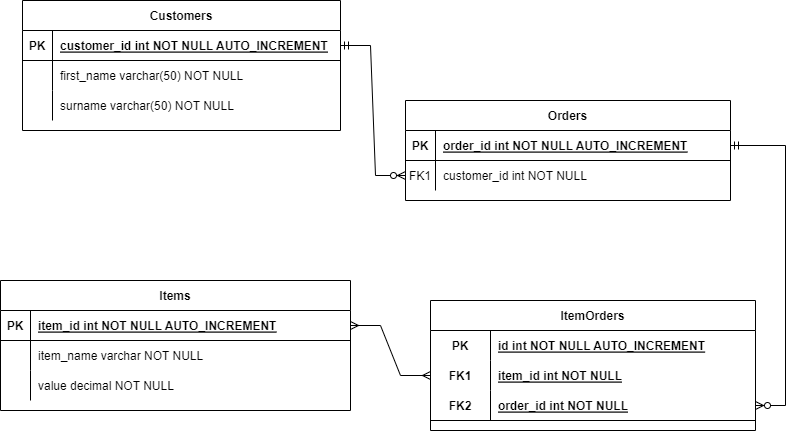 Customers
PK customer_id int NOT NULL AUTO_INCREMENT
first_name varchar(50) NOT NULL
surname varchar(50) NOT NULL
Orders
PK order_id int NOT NULL AUTO_INCREMENT
FK1 customer_id int NOT NULL
Items
PK item_id int NOT NULL AUTO_INCREMENT
item_name varchar NOT NULL
value decimal NOT NULL
ItemOrders
PK id int NOT NULL AUTO_INCREMENT
FK1 item_id int NOT NULL
FK2 order_id int NOT NULL